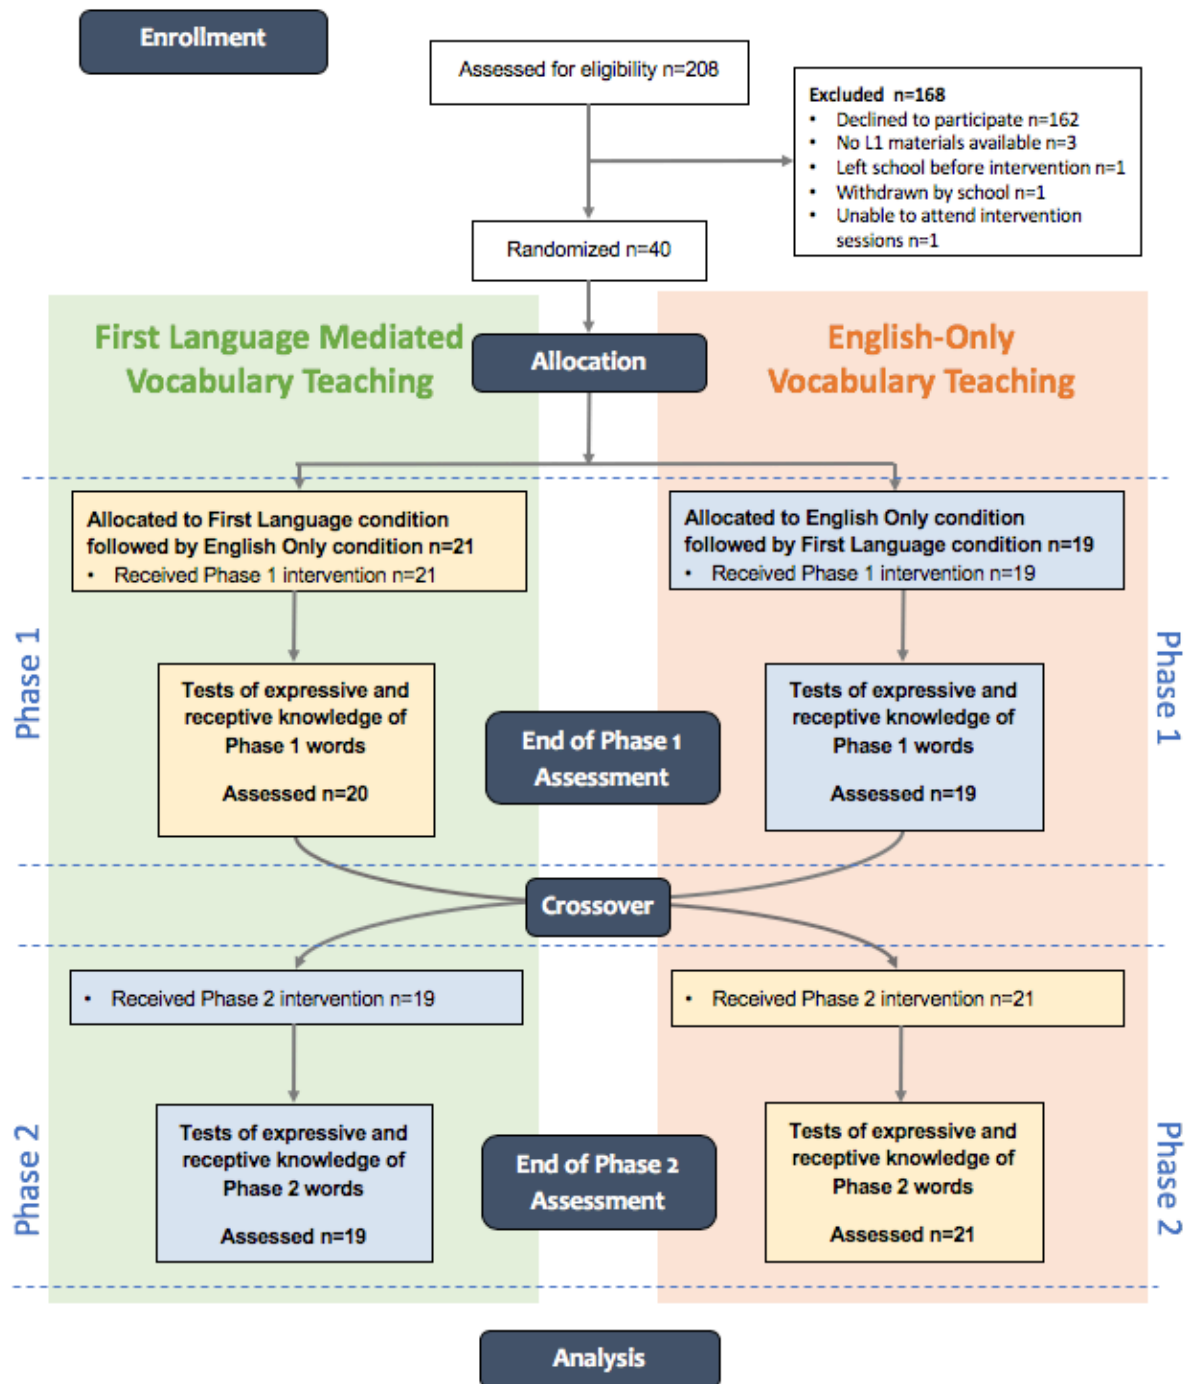 Enrollment
Assessed for eligibility n=208
Excluded n=168
• Declined to participate n=162
• No L1 materials available n=3
• Left school before intervention n=1
• Withdrawn by school n=1
• Unable to attend intervention
sessions n=1
Randomized n=40
First Language Mediated
Vocabulary Teaching
Allocation
English-Only
Vocabulary Teaching
Phase 1
Allocated to First Language condition
followed by English Only condition n=21
• Received Phase 1 intervention n=21
Allocated to English Only condition
followed by First Language condition n=19
• Received Phase 1 intervention n=19
Phase 1
Tests of expressive and
receptive knowledge of
Phase 1 words
Assessed n=20
End of Phase 1
Assessment
Tests of expressive and
receptive knowledge of
Phase 1 words
Assessed n=19
Crossover
Phase 2
• Received Phase 2 intervention n=19
• Received Phase 2 intervention n=21
Phase 2
Tests of expressive and
receptive knowledge of
Phase 2 words
Assessed n=19
End of Phase 2
Assessment
Tests of expressive and
receptive knowledge of
Phase 2 words
Assessed n=21
Analysis